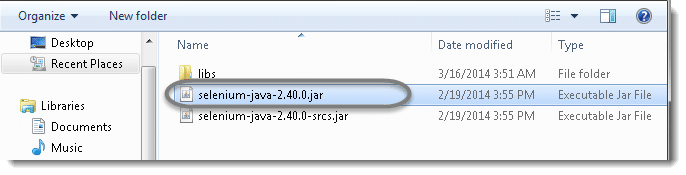 Organize New folder
Desktop
Recent Places
Libraries
Documents
Music
Name Date modified Type
libs 3/16/2014 3:51 AM File folder
selenium-java-2.40.0.jar 2/19/2014 3:55 PM Executable Jar File
selenium-java-2.40.0-srcs.jar 2/19/2014 3:55 PM Executable Jar File